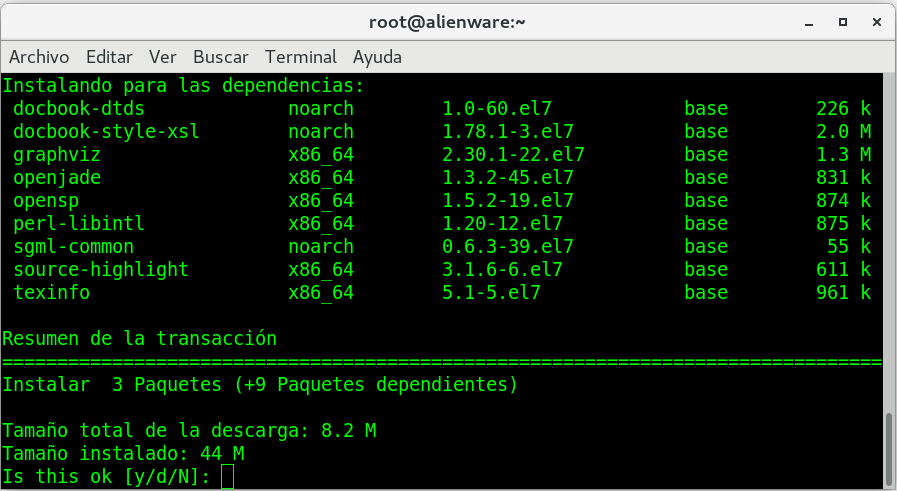 root@alienware:~
Archivo Editar Ver Buscar Terminal Ayuda
Instalando para las dependencias:
docbook-dtds noarch 1.0-60.el7 base 226 k
docbook-style-xsl noarch 1.78.1-3.el7 base 2.0 M
graphviz x86_64 2.30.1-22.el7 base 1.3 M
openjade x86_64 1.3.2-45.el7 base 831 k
opensp x86_64 1.5.2-19.el7 base 874 k
perl-libintl x86_64 1.20-12.el7 base 875 k
sgml-common noarch 0.6.3-39.el7 base 55 k
source-highlight x86_64 3.1.6-6.el7 base 611 k
texinfo x86_64 5.1-5.el7 base 961 k
Resumen de la transacción
================================================================================
Instalar 3 Paquetes (+9 Paquetes dependientes)
Tamaño total de la descarga: 8.2 M
Tamaño instalado: 44 M
Is this ok [y/d/N]: